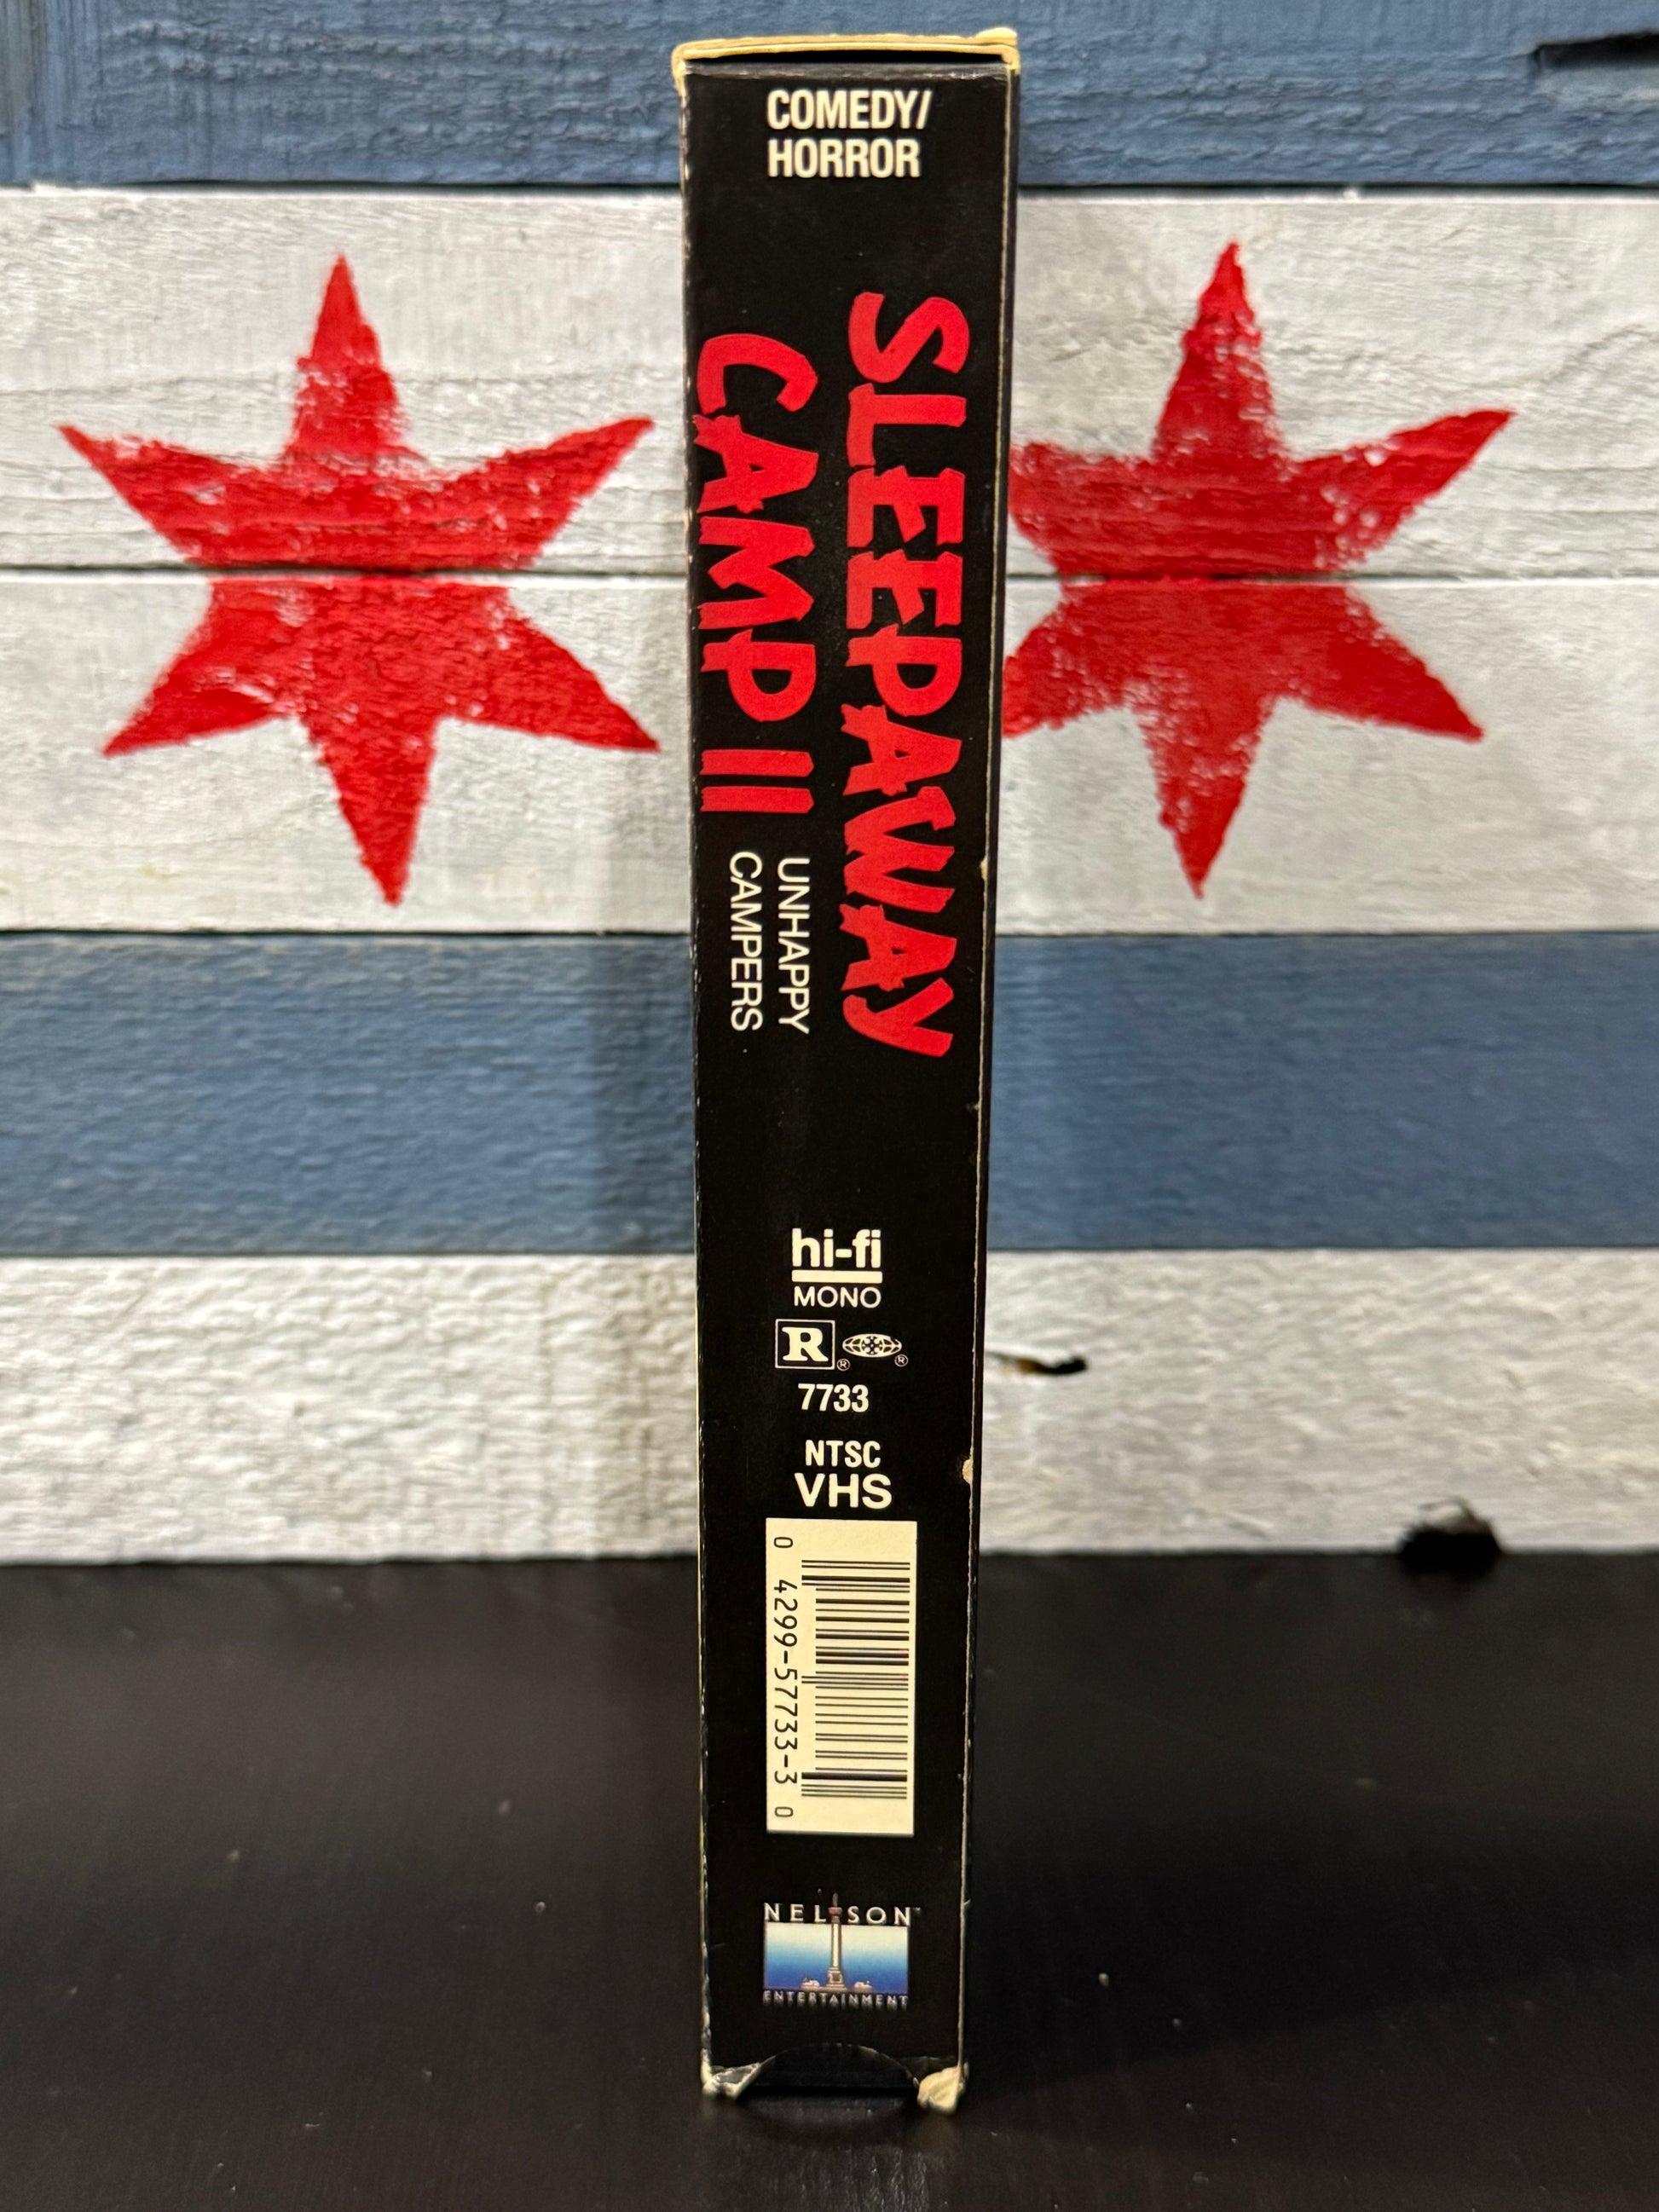 COMEDY/
HORROR
SLEEPAWAY
CAMP II
UNHAPPY
CAMPERS
hi-fi
MONO
R ® ®
7733
NTSC
VHS
0 4299-57733-3 0
NELSON
ENTERTAINMENT